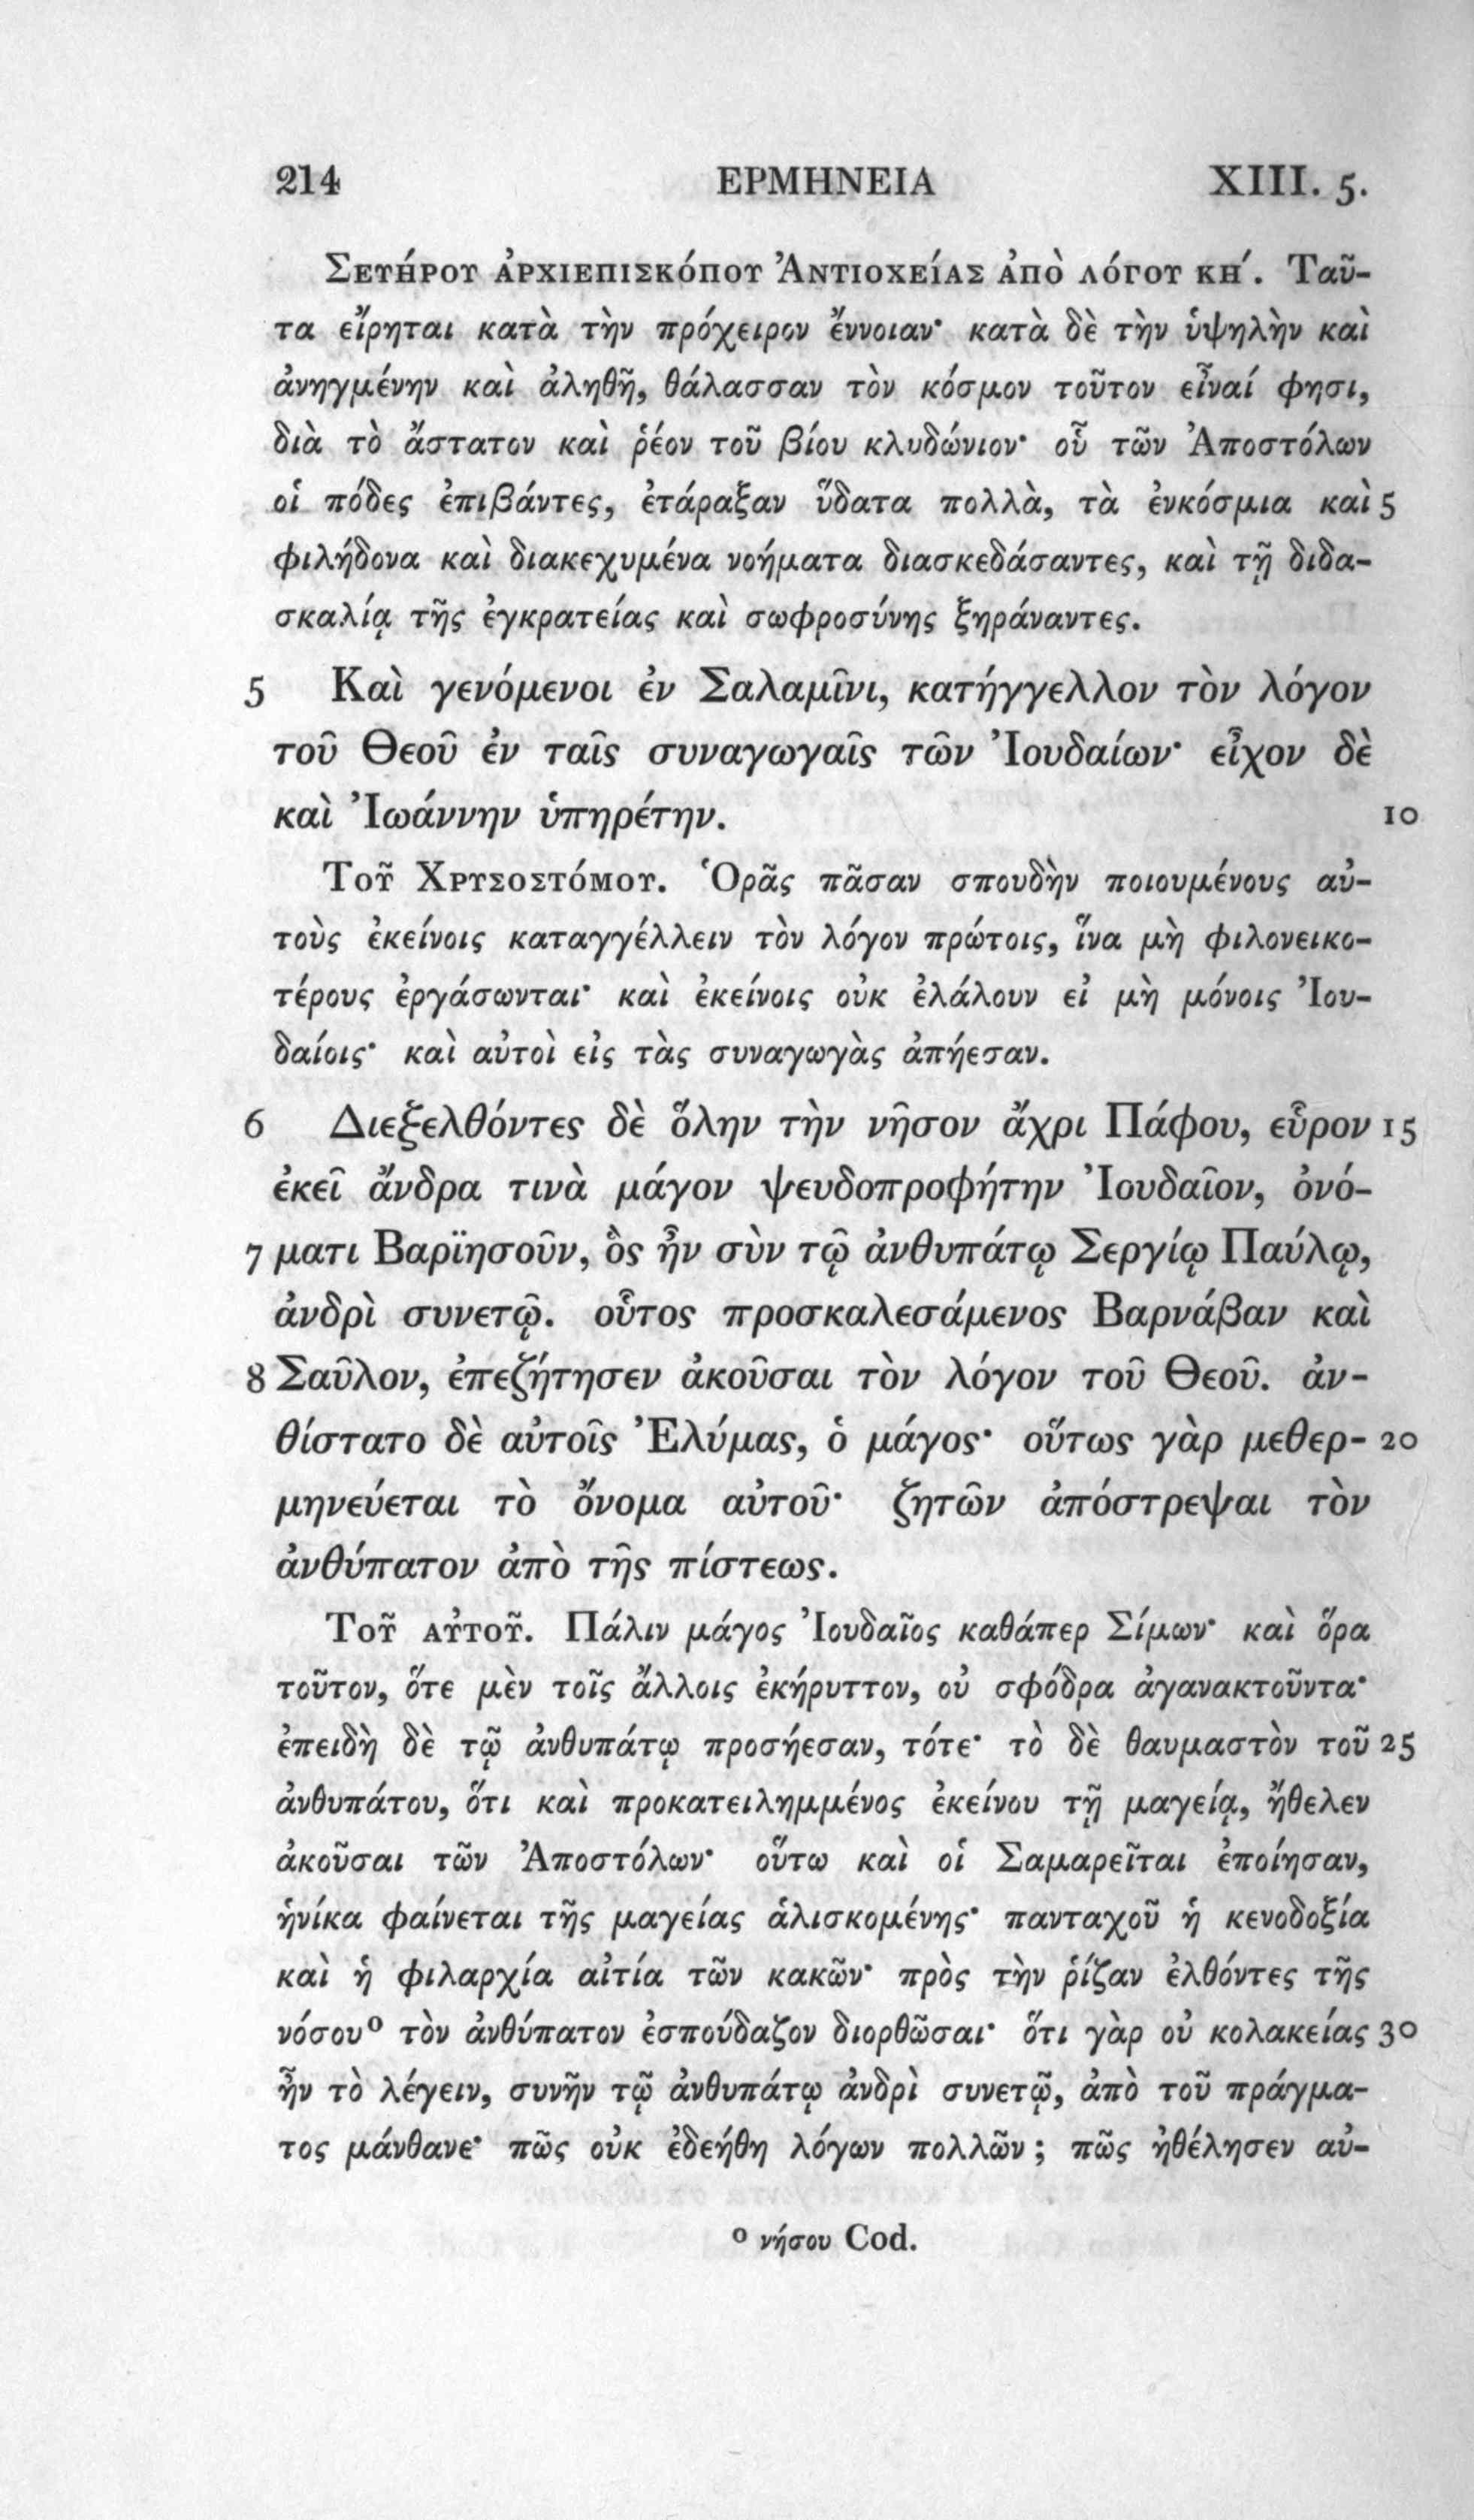 214 ΕΡΜΗΝΕΙΑ XIII. 5.
Σευήρου ἀρχιεπισκόπου Ἀντιοχείας ἀπὸ λόγου κη΄. Ταῦ-
τα εἴρηται κατὰ τὴν πρόχειρον ἔννοιαν· κατὰ δὲ τὴν ὑψηλὴν καὶ
ἀνηγμένην καὶ ἀληθῆ, θάλασσαν τὸν κόσμον τοῦτον εἶναί φησι,
διὰ τὸ ἄστατον καὶ ῥέον τοῦ βίου κλυδώνιον· οὗ τῶν Ἀποστόλων
οἱ πόδες ἐπιβάντες, ἐτάραξαν ὕδατα πολλὰ, τὰ ἐνκόσμια καὶ 5
φιλήδονα καὶ διακεχυμένα νοήματα διασκεδάσαντες, καὶ τῇ διδα-
σκαλίᾳ τῆς ἐγκρατείας καὶ σωφροσύνης ξηράναντες.
5 Καὶ γενόμενοι ἐν Σαλαμῖνι, κατήγγελλον τὸν λόγον
τοῦ Θεοῦ ἐν ταῖς συναγωγαῖς τῶν Ἰουδαίων· εἶχον δὲ
καὶ Ἰωάννην ὑπηρέτην. 10
Τοῦ Χρυσοστόμου. Ὁρᾶς πᾶσαν σπουδὴν ποιουμένους αὐ-
τοὺς ἐκείνοις καταγγέλλειν τὸν λόγον πρώτοις, ἵνα μὴ φιλονεικο-
τέρους ἐργάσωνται· καὶ ἐκείνοις οὐκ ἐλάλουν εἰ μὴ μόνοις Ἰου-
δαίοις· καὶ αὐτοὶ εἰς τὰς συναγωγὰς ἀπήεσαν.
6 Διεξελθόντες δὲ ὅλην τὴν νῆσον ἄχρι Πάφου, εὗρον 15
ἐκεῖ ἄνδρα τινὰ μάγον ψευδοπροφήτην Ἰουδαῖον, ὀνό-
7 ματι Βαρϊησοῦν, ὃς ἦν σὺν τῷ ἀνθυπάτῳ Σεργίῳ Παύλῳ,
ἀνδρὶ συνετῷ. οὗτος προσκαλεσάμενος Βαρνάβαν καὶ
8 Σαῦλον, ἐπεζήτησεν ἀκοῦσαι τὸν λόγον τοῦ Θεοῦ. ἀν-
θίστατο δὲ αὐτοῖς Ἐλύμας, ὁ μάγος· οὕτως γὰρ μεθερ- 20
μηνεύεται τὸ ὄνομα αὐτοῦ· ζητῶν ἀπόστρεψαι τὸν
ἀνθύπατον ἀπὸ τῆς πίστεως.
Τοῦ αὐτοῦ. Πάλιν μάγος Ἰουδαῖος καθάπερ Σίμων· καὶ ὅρα
τοῦτον, ὅτε μὲν τοῖς ἄλλοις ἐκήρυττον, οὐ σφόδρα ἀγανακτοῦντα·
ἐπειδὴ δὲ τῷ ἀνθυπάτῳ προσήεσαν, τότε· τὸ δὲ θαυμαστὸν τοῦ 25
ἀνθυπάτου, ὅτι καὶ προκατειλημμένος ἐκείνου τῇ μαγείᾳ, ἤθελεν
ἀκοῦσαι τῶν Ἀποστόλων· οὕτω καὶ οἱ Σαμαρεῖται ἐποίησαν,
ἡνίκα φαίνεται τῆς μαγείας ἁλισκομένης· πανταχοῦ ἡ κενοδοξία
καὶ ἡ φιλαρχία αἰτία τῶν κακῶν· πρὸς τὴν ῥίζαν ἐλθόντες τῆς
νόσουº τὸν ἀνθύπατον ἐσπούδαζον διορθῶσαι· ὅτι γὰρ οὐ κολακείας 30
ἦν τὸ λέγειν, συνῆν τῷ ἀνθυπάτῳ ἀνδρὶ συνετῷ, ἀπὸ τοῦ πράγμα-
τος μάνθανε· πῶς οὐκ ἐδεήθη λόγων πολλῶν; πῶς ἠθέλησεν αὐ-
º νήσου Cod.